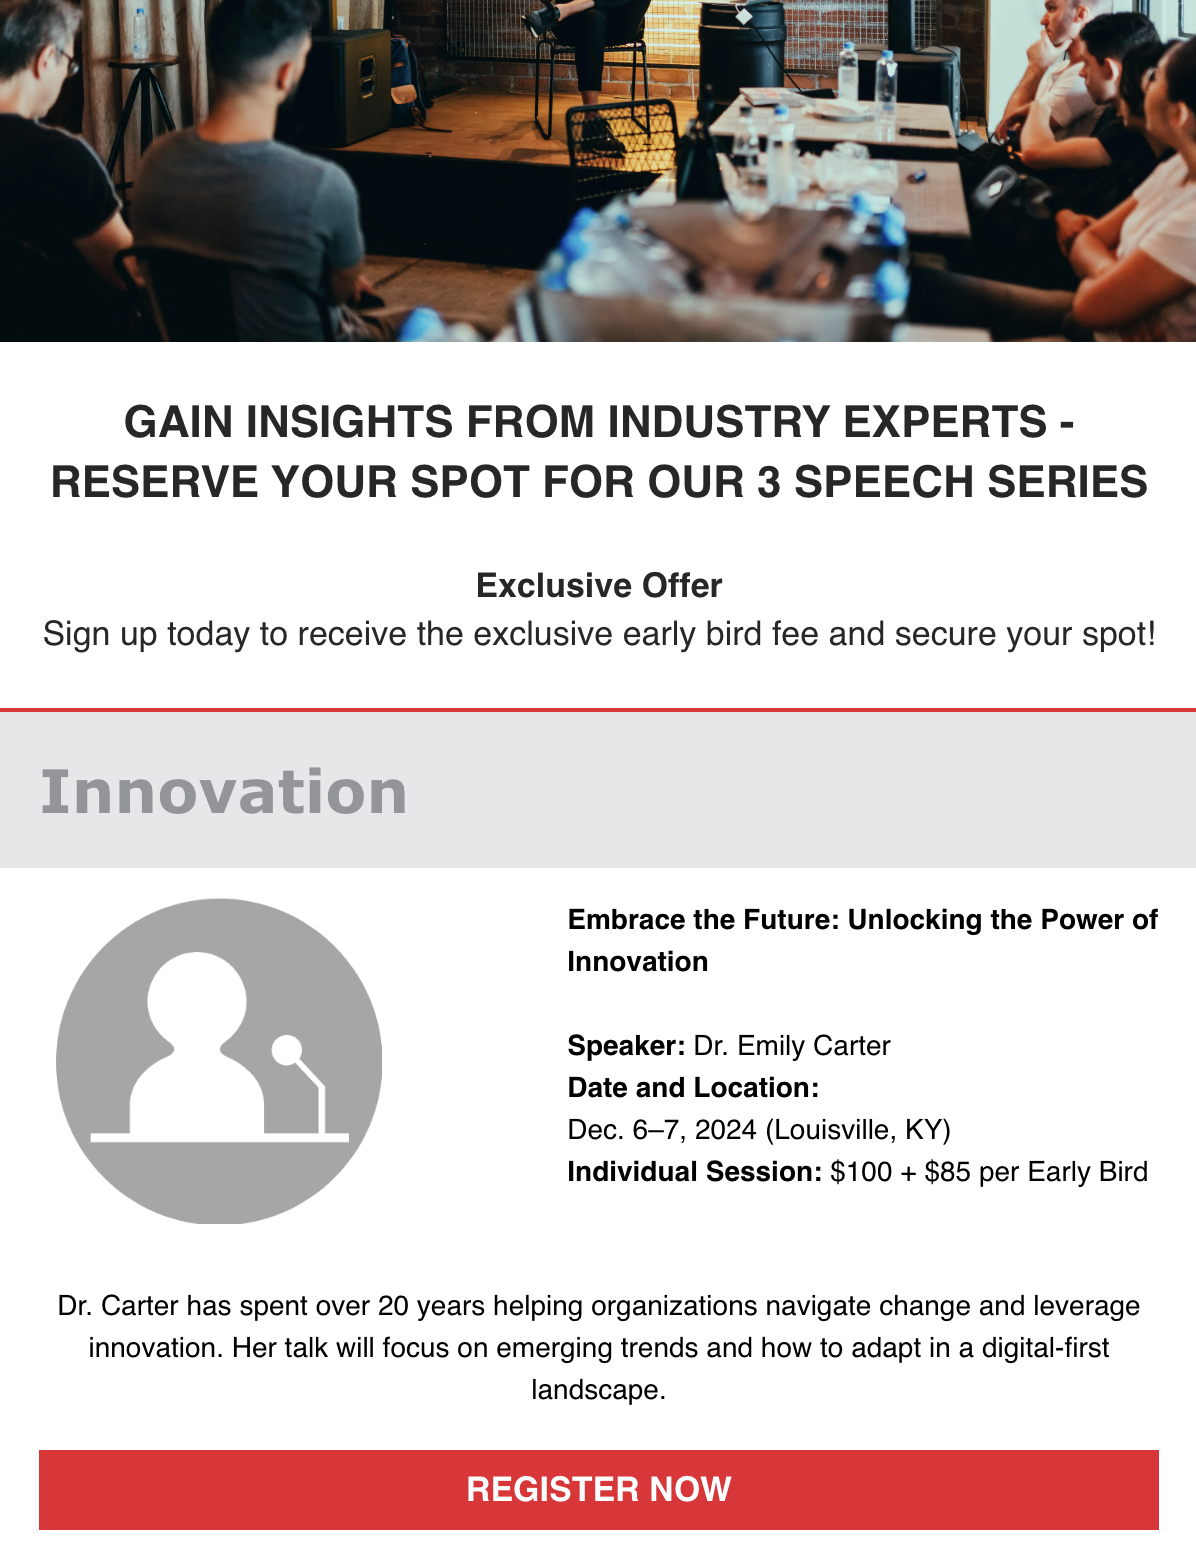 GAIN INSIGHTS FROM INDUSTRY EXPERTS -
RESERVE YOUR SPOT FOR OUR 3 SPEECH SERIES
Exclusive Offer
Sign up today to receive the exclusive early bird fee and secure your spot!
Innovation
Embrace the Future: Unlocking the Power of
Innovation
Speaker: Dr. Emily Carter
Date and Location:
Dec. 6–7, 2024 (Louisville, KY)
Individual Session: $100 + $85 per Early Bird
Dr. Carter has spent over 20 years helping organizations navigate change and leverage
innovation. Her talk will focus on emerging trends and how to adapt in a digital-first
landscape.
REGISTER NOW